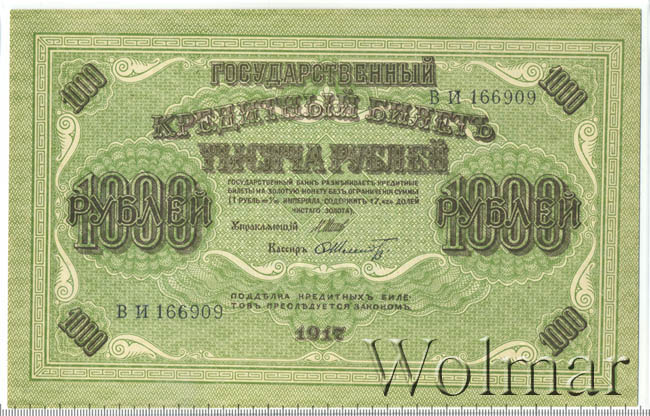 1000
1000
ГОСУДАРСТВЕННЫЙ
ВИ 166909
КРЕДИТНЫЙ БИЛЕТЪ
ТЫСЯЧА РУБЛЕЙ
ГОСУДАРСТВЕННЫЙ БАНКЪ РАЗМѢНИВАЕТЪ КРЕДИТНЫЕ
БИЛЕТЫ НА ЗОЛОТУЮ МОНЕТУ БЕЗЪ ОГРАНИЧЕНІЯ СУММЫ
(1 РУБЛЬ = 1/15 ИМПЕРІАЛА, СОДЕРЖИТЪ 17,424 ДОЛЕЙ
ЧИСТАГО ЗОЛОТА).
1000 РУБЛЕЙ
1000 РУБЛЕЙ
Управляющій
Кассиръ
ВИ 166909
ПОДДѢЛКА КРЕДИТНЫХЪ БИЛЕ-
ТОВЪ ПРЕСЛѢДУЕТСЯ ЗАКОНОМЪ.
1000
1917
1000
Wolmar